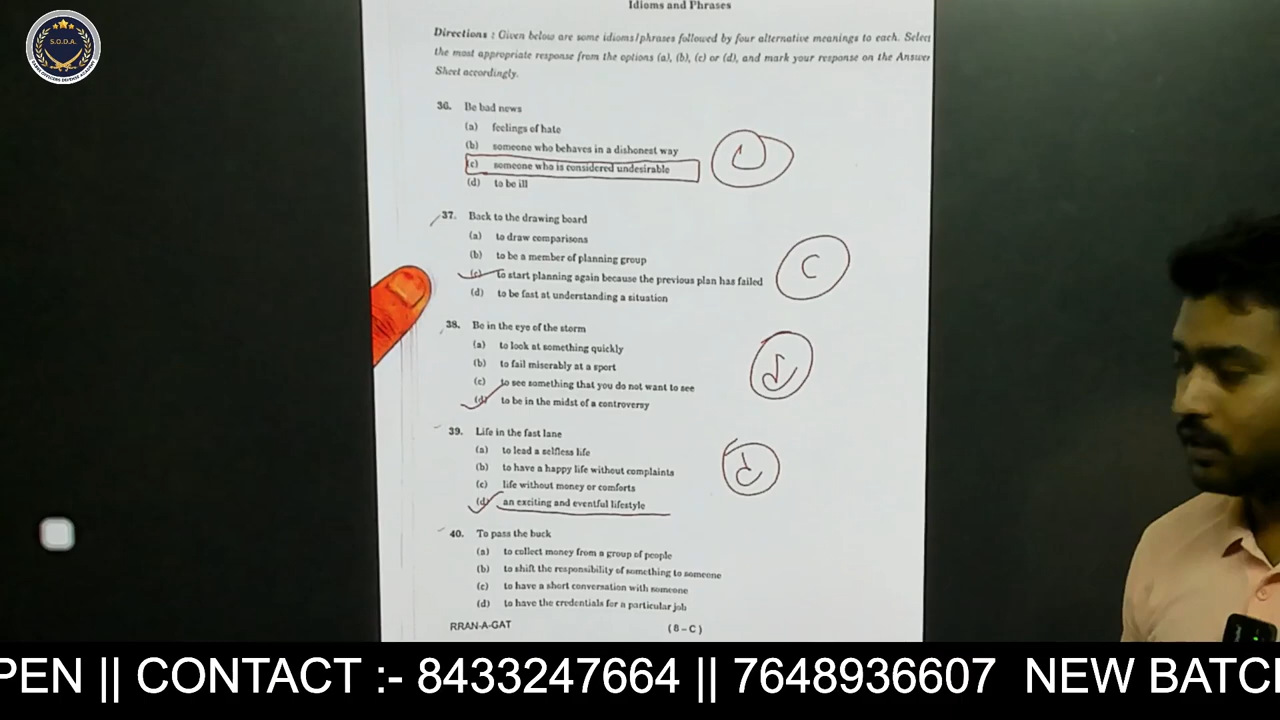 S.O.D.A.
Idioms and Phrases
Directions : Given below are some idioms/phrases followed by four alternative meanings to each. Select
the most appropriate response from the options (a), (b), (c) or (d), and mark your response on the Answer
Sheet accordingly.
36. Be bad news
(a) feelings of hate
(b) someone who behaves in a dishonest way
(c) someone who is considered undesirable
(d) to be ill
37. Back to the drawing board
(a) to draw comparisons
(b) to be a member of planning group
(c) to start planning again because the previous plan has failed
C
(d) to be fast at understanding a situation
38. Be in the eye of the storm
(a) to look at something quickly
(b) to fail miserably at a sport
(c) to see something that you do not want to see
(d) to be in the midst of a controversy
39. Life in the fast lane
(a) to lead a selfless life
(b) to have a happy life without complaints
(c) life without money or comforts
(d) an exciting and eventful lifestyle
40. To pass the buck
(a) to collect money from a group of people
(b) to shift the responsibility of something to someone
(c) to have a short conversation with someone
(d) to have the credentials for a particular job
RRAN-A-GAT (8–C)
PEN || CONTACT :- 8433247664 || 7648936607 NEW BATC